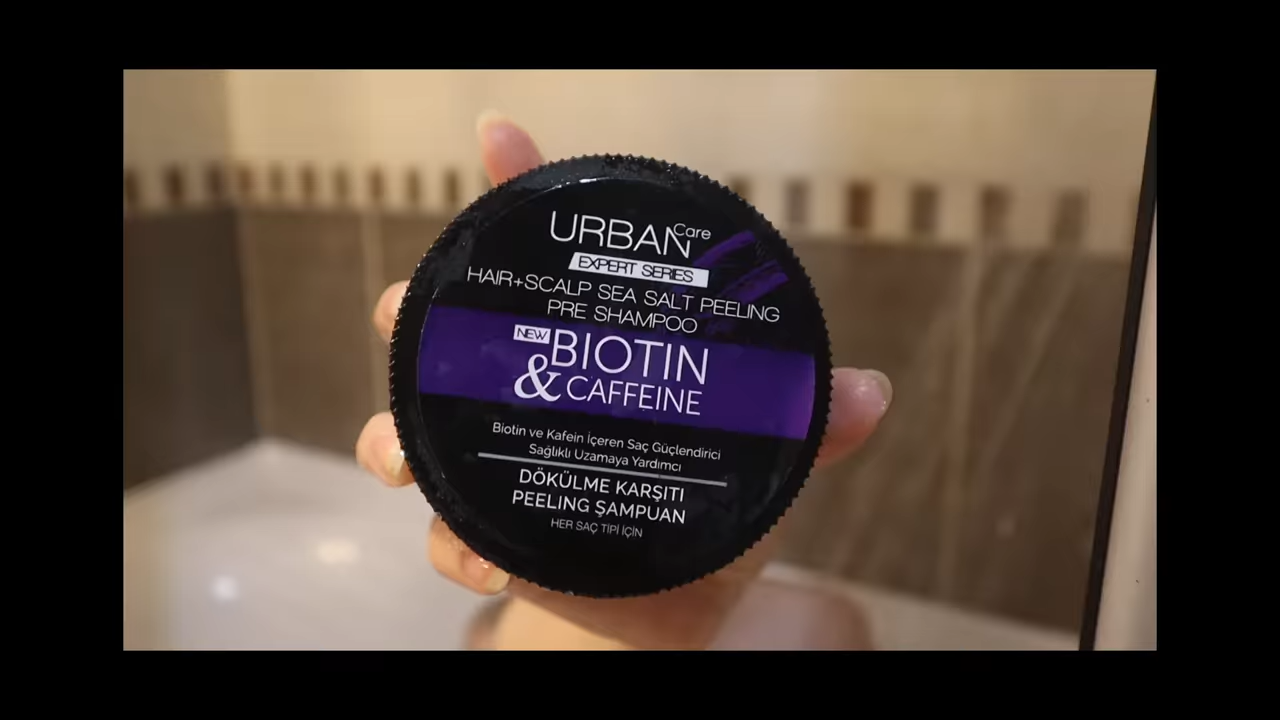 URBAN Care
EXPERT SERIES
HAIR+SCALP SEA SALT PEELING
PRE SHAMPOO
NEW BIOTIN
& CAFFEINE
Biotin ve Kafein İçeren Saç Güçlendirici
Sağlıklı Uzamaya Yardımcı
DÖKÜLME KARŞITI
PEELING ŞAMPUAN
HER SAÇ TİPİ İÇİN